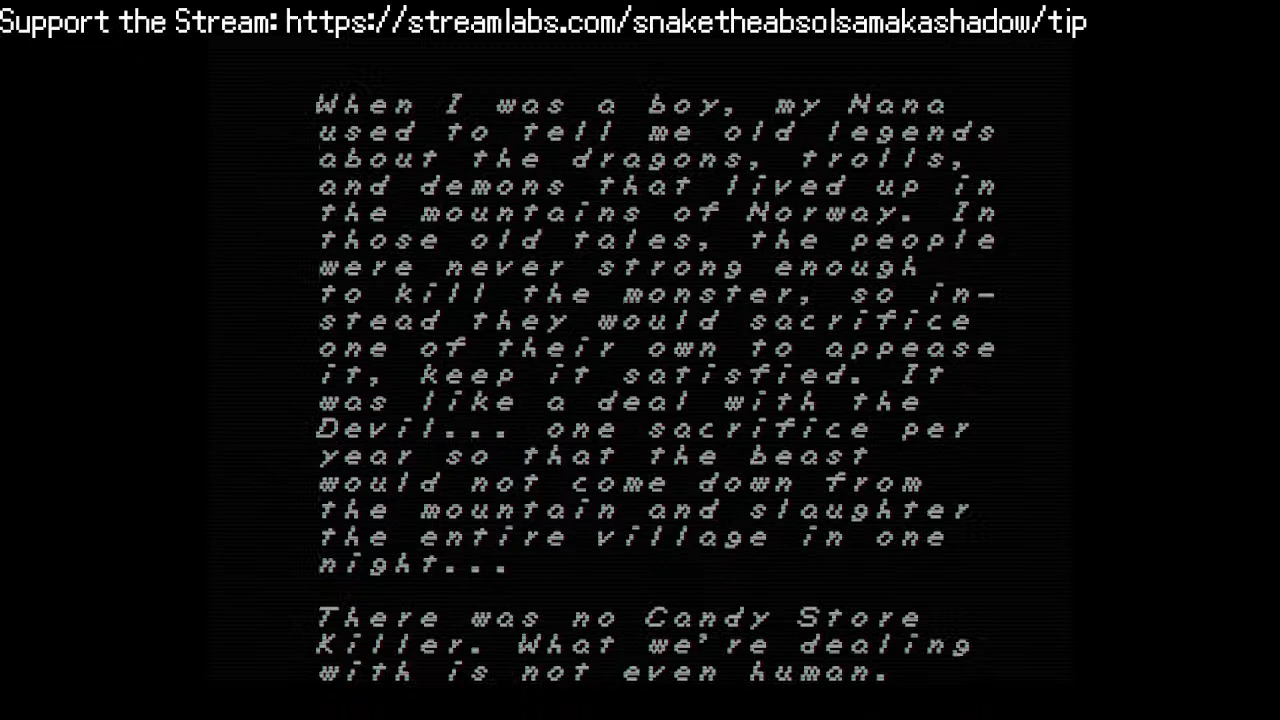 Support the Stream: https://streamlabs.com/snaketheabsolsamakashadow/tip
When I was a boy, my Nana
used to tell me old legends
about the dragons, trolls,
and demons that lived up in
the mountains of Norway. In
those old tales, the people
were never strong enough
to kill the monster, so in-
stead they would sacrifice
one of their own to appease
it, keep it satisfied. It
was like a deal with the
Devil... one sacrifice per
year so that the beast
would not come down from
the mountain and slaughter
the entire village in one
night...
There was no Candy Store
Killer. What we're dealing
with is not even human.